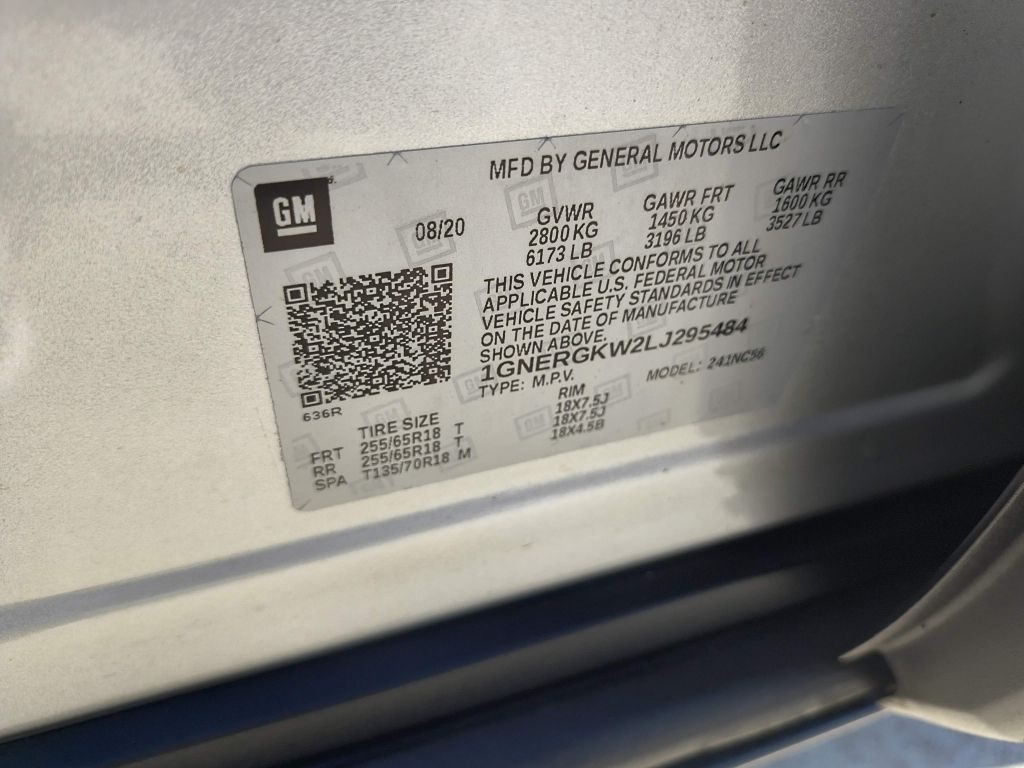 MFD BY GENERAL MOTORS LLC
GM
08/20
GVWR GAWR FRT GAWR RR
2800 KG 1450 KG 1600 KG
6173 LB 3196 LB 3527 LB
THIS VEHICLE CONFORMS TO ALL
APPLICABLE U.S. FEDERAL MOTOR
VEHICLE SAFETY STANDARDS IN EFFECT
ON THE DATE OF MANUFACTURE
SHOWN ABOVE.
1GNERGKW2LJ295484
TYPE: M.P.V. MODEL: 241NC56
636R
TIRE SIZE RIM
FRT 255/65R18 T 18X7.5J
RR 255/65R18 T 18X7.5J
SPA T135/70R18 M 18X4.5B